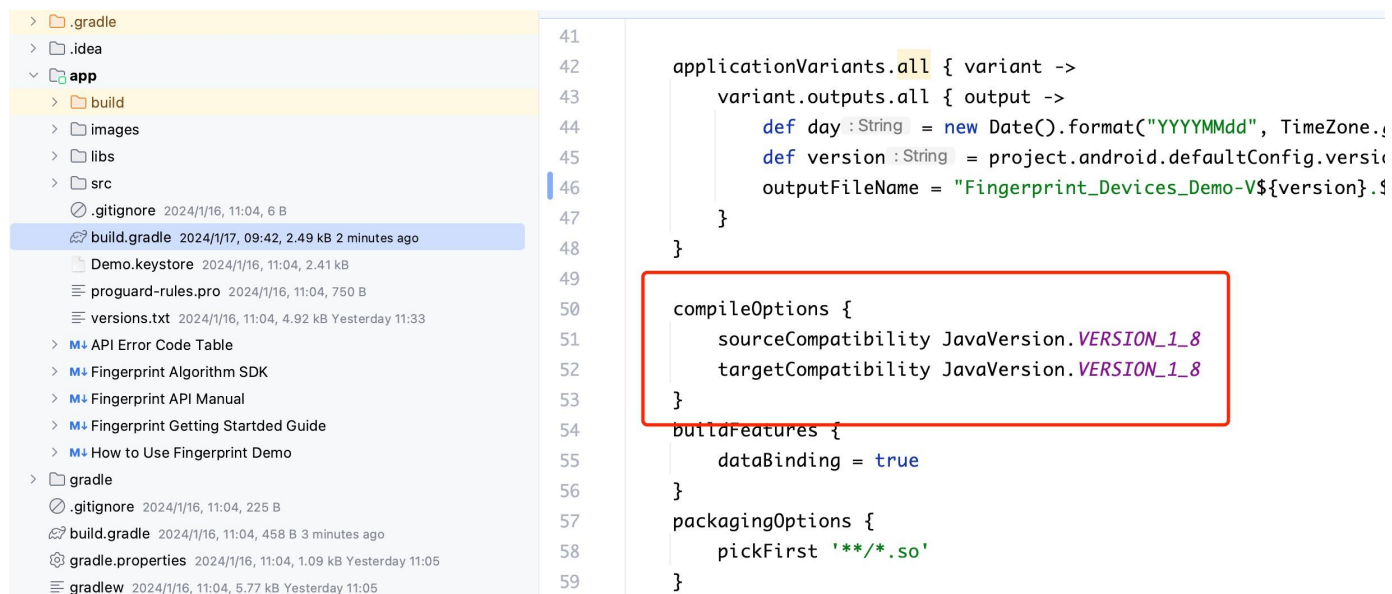 .gradle
.idea
app
build
images
libs
src
.gitignore 2024/1/16, 11:04, 6 B
build.gradle 2024/1/17, 09:42, 2.49 kB 2 minutes ago
Demo.keystore 2024/1/16, 11:04, 2.41 kB
proguard-rules.pro 2024/1/16, 11:04, 750 B
versions.txt 2024/1/16, 11:04, 4.92 kB Yesterday 11:33
M↓ API Error Code Table
M↓ Fingerprint Algorithm SDK
M↓ Fingerprint API Manual
M↓ Fingerprint Getting Startded Guide
M↓ How to Use Fingerprint Demo
gradle
.gitignore 2024/1/16, 11:04, 225 B
build.gradle 2024/1/16, 11:04, 458 B 3 minutes ago
gradle.properties 2024/1/16, 11:04, 1.09 kB Yesterday 11:05
gradlew 2024/1/16, 11:04, 5.77 kB Yesterday 11:05
41
42 applicationVariants.all { variant ->
43 variant.outputs.all { output ->
44 def day : String = new Date().format("YYYYMMdd", TimeZone.
45 def version : String = project.android.defaultConfig.versio
46 outputFileName = "Fingerprint_Devices_Demo-V${version}.$
47 }
48 }
49
50 compileOptions {
51 sourceCompatibility JavaVersion.VERSION_1_8
52 targetCompatibility JavaVersion.VERSION_1_8
53 }
54 buildFeatures {
55 dataBinding = true
56 }
57 packagingOptions {
58 pickFirst '**/*.so'
59 }